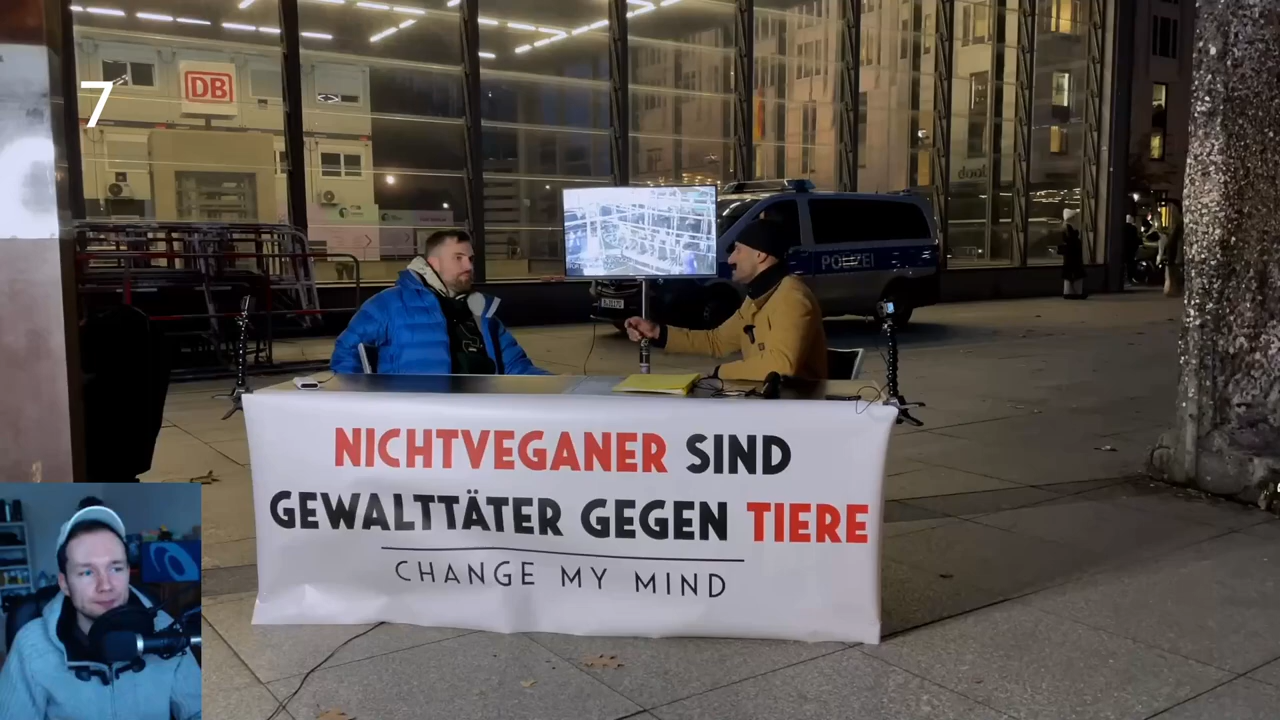 7
DB
POLIZEI
NICHTVEGANER SIND
GEWALTTÄTER GEGEN TIERE
CHANGE MY MIND